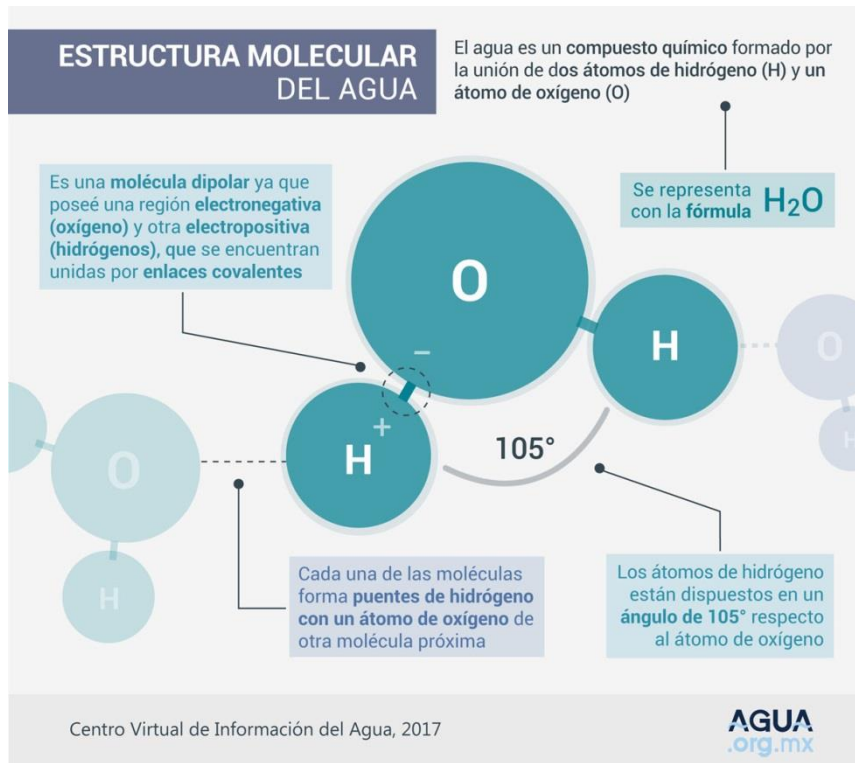 ESTRUCTURA MOLECULAR
DEL AGUA
El agua es un compuesto químico formado por
la unión de dos átomos de hidrógeno (H) y un
átomo de oxígeno (O)
Es una molécula dipolar ya que
poseé una región electronegativa
(oxígeno) y otra electropositiva
(hidrógenos), que se encuentran
unidas por enlaces covalentes
Se representa
con la fórmula H₂O
O
H
O
H
−
+
H
105°
O
H
Cada una de las moléculas
forma puentes de hidrógeno
con un átomo de oxígeno de
otra molécula próxima
Los átomos de hidrógeno
están dispuestos en un
ángulo de 105° respecto
al átomo de oxígeno
Centro Virtual de Información del Agua, 2017
AGUA
.org.mx